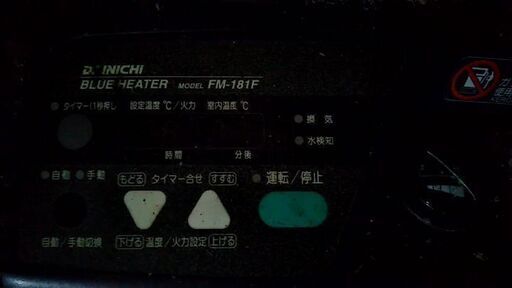 DAINICHI
BLUE HEATER MODEL FM-181F
タイマー(1秒押し) 設定温度℃/火力 室内温度℃
換気
水検知
時間 分後
自動 手動 もどる タイマー合せ すすむ 運転/停止
自動/手動切換 下げる 温度/火力設定 上げる